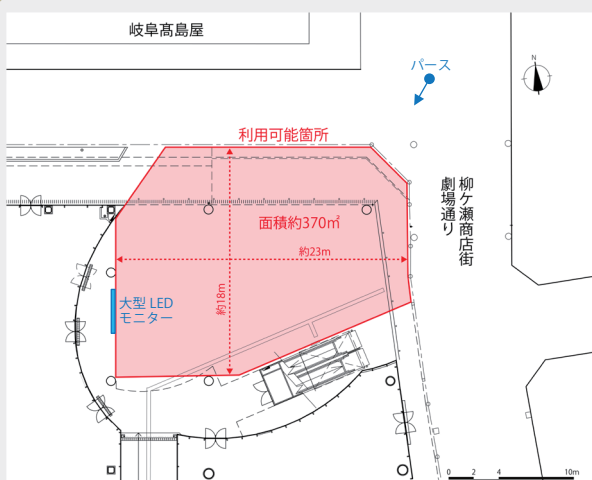 岐阜髙島屋
パース
N
利用可能箇所
柳ケ瀬商店街
劇場通り
面積約370㎡
約23m
約18m
大型 LED
モニター
0 2 4 10m